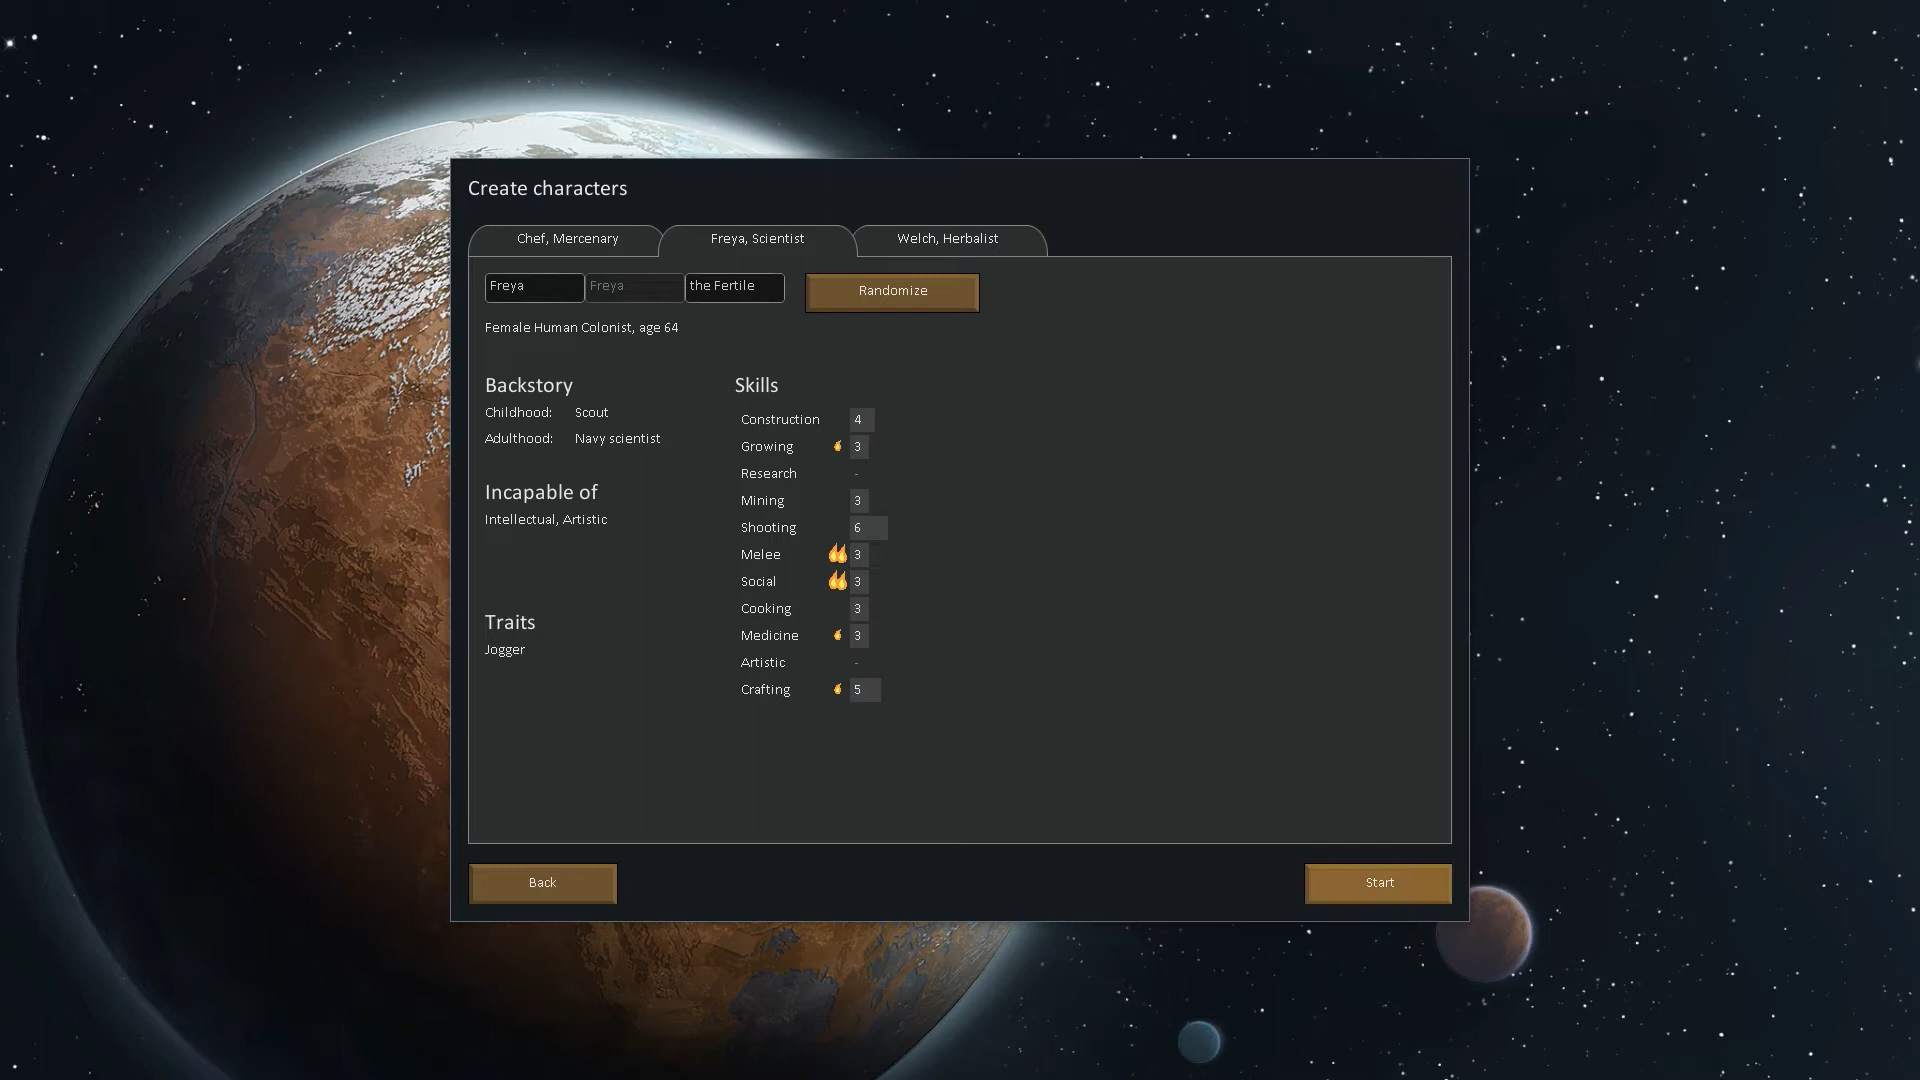 Create characters
Chef, Mercenary
Freya, Scientist
Welch, Herbalist
Freya
Freya
the Fertile
Randomize
Female Human Colonist, age 64
Backstory
Childhood: Scout
Adulthood: Navy scientist
Incapable of
Intellectual, Artistic
Traits
Jogger
Skills
Construction 4
Growing 3
Research -
Mining 3
Shooting 6
Melee 3
Social 3
Cooking 3
Medicine 3
Artistic -
Crafting 5
Back
Start